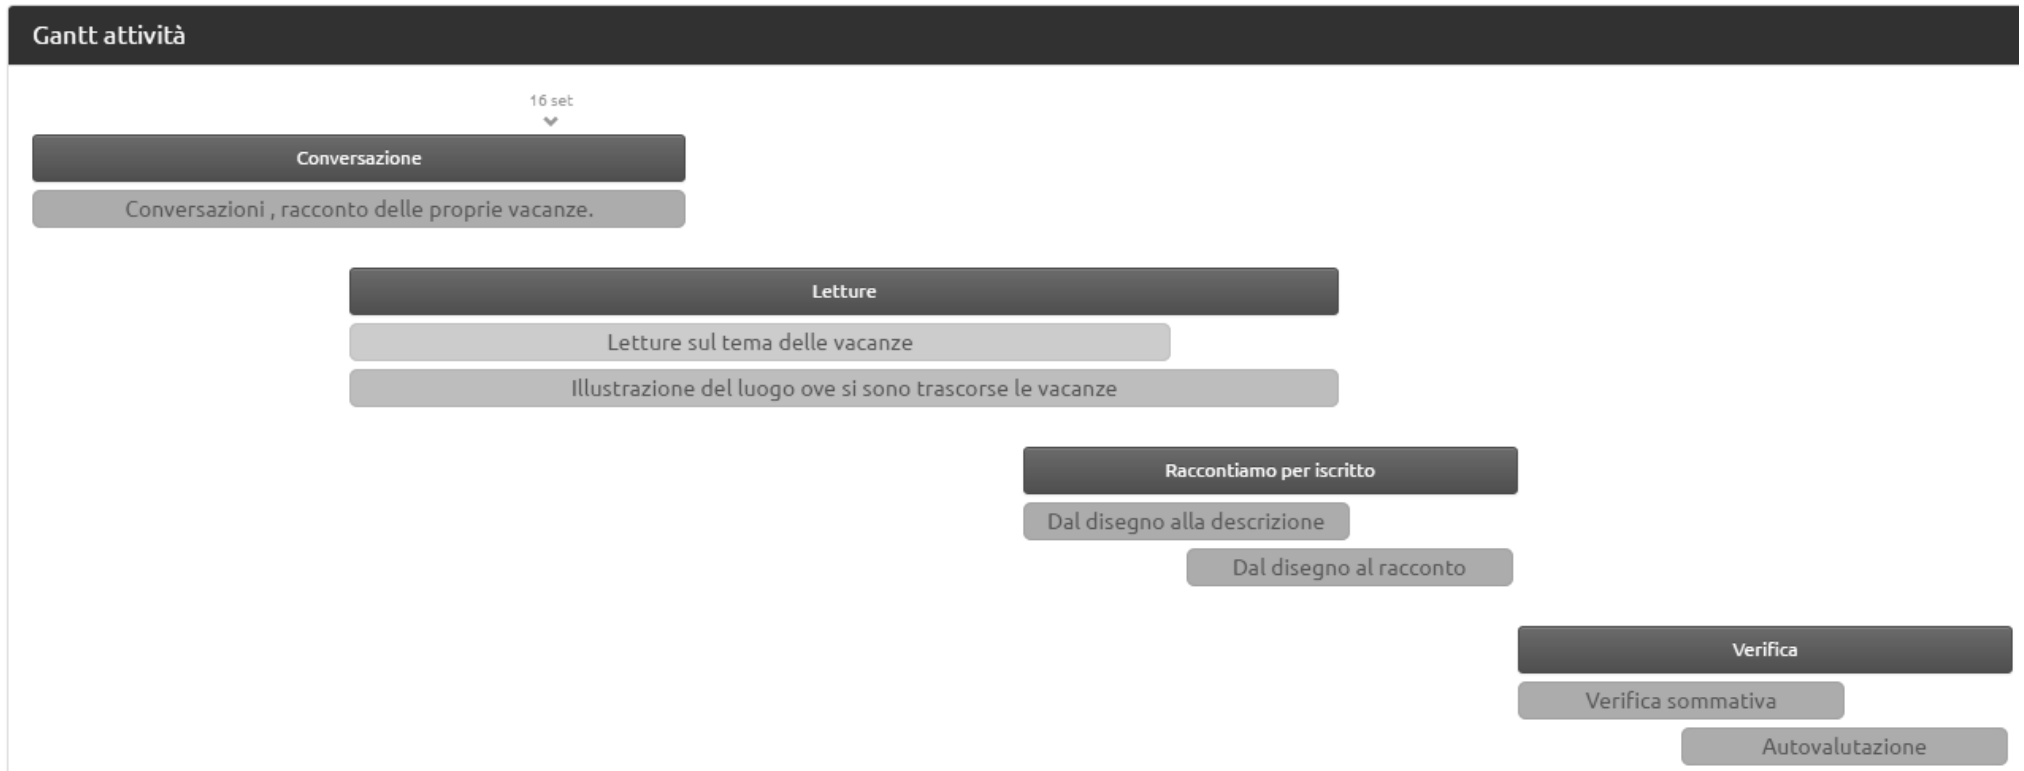 Gantt attività
16 set
Conversazione
Conversazioni , racconto delle proprie vacanze.
Letture
Letture sul tema delle vacanze
Illustrazione del luogo ove si sono trascorse le vacanze
Raccontiamo per iscritto
Dal disegno alla descrizione
Dal disegno al racconto
Verifica
Verifica sommativa
Autovalutazione